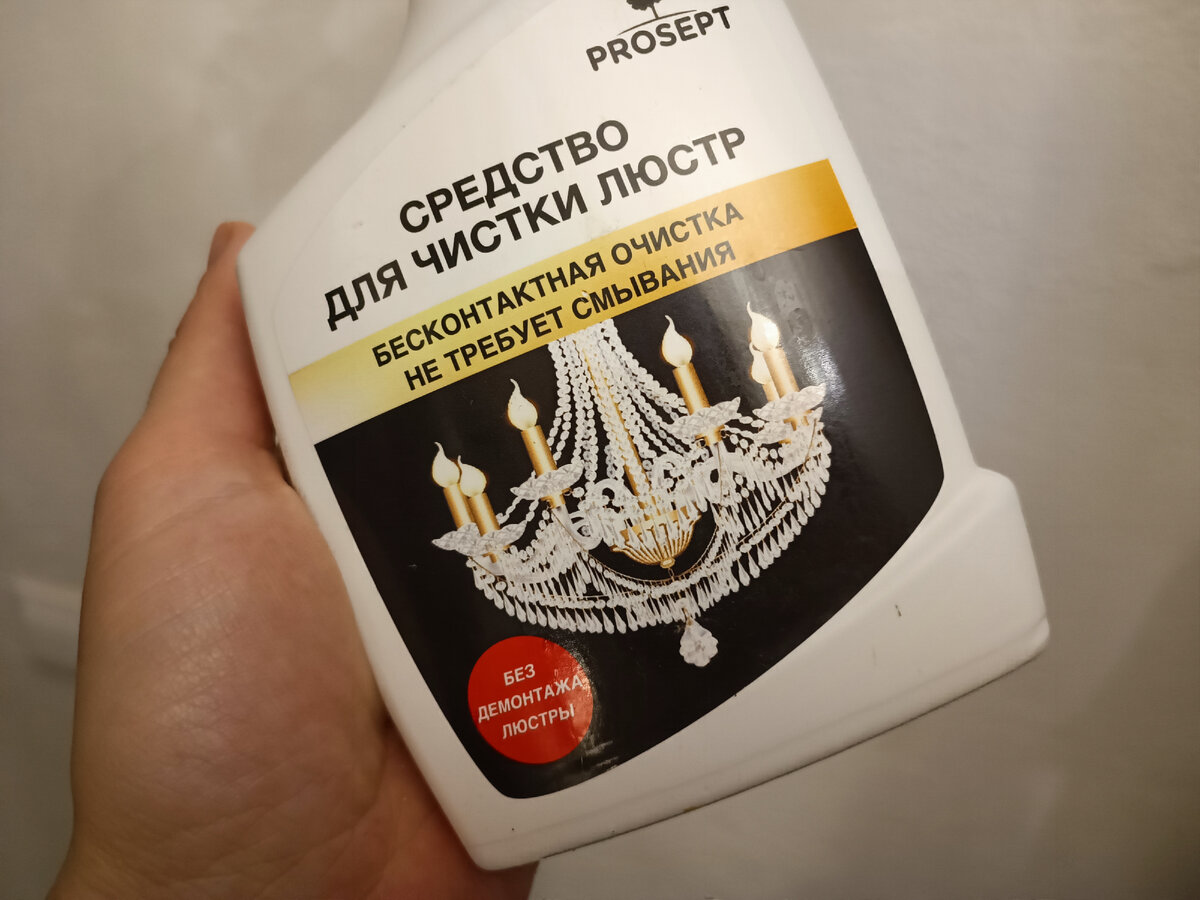 PROSEPT
СРЕДСТВО
ДЛЯ ЧИСТКИ ЛЮСТР
БЕСКОНТАКТНАЯ ОЧИСТКА
НЕ ТРЕБУЕТ СМЫВАНИЯ
БЕЗ
ДЕМОНТАЖА
ЛЮСТРЫ